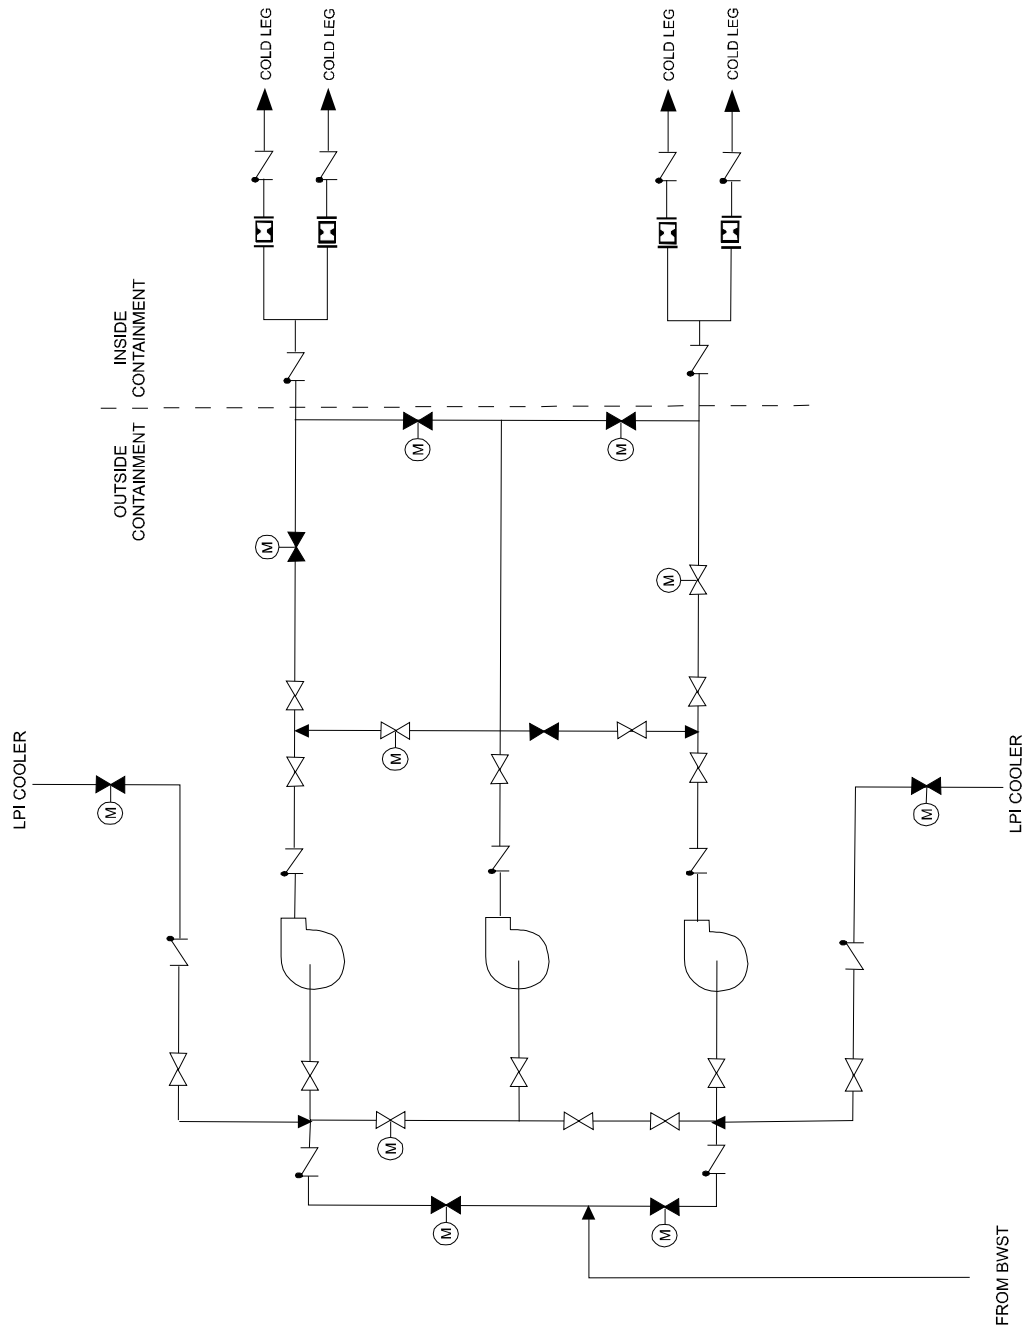 COLD LEG
COLD LEG
COLD LEG
COLD LEG
INSIDE
CONTAINMENT
OUTSIDE
CONTAINMENT
M
M
M
M
LPI COOLER
M
M
M
LPI COOLER
M
M
M
FROM BWST